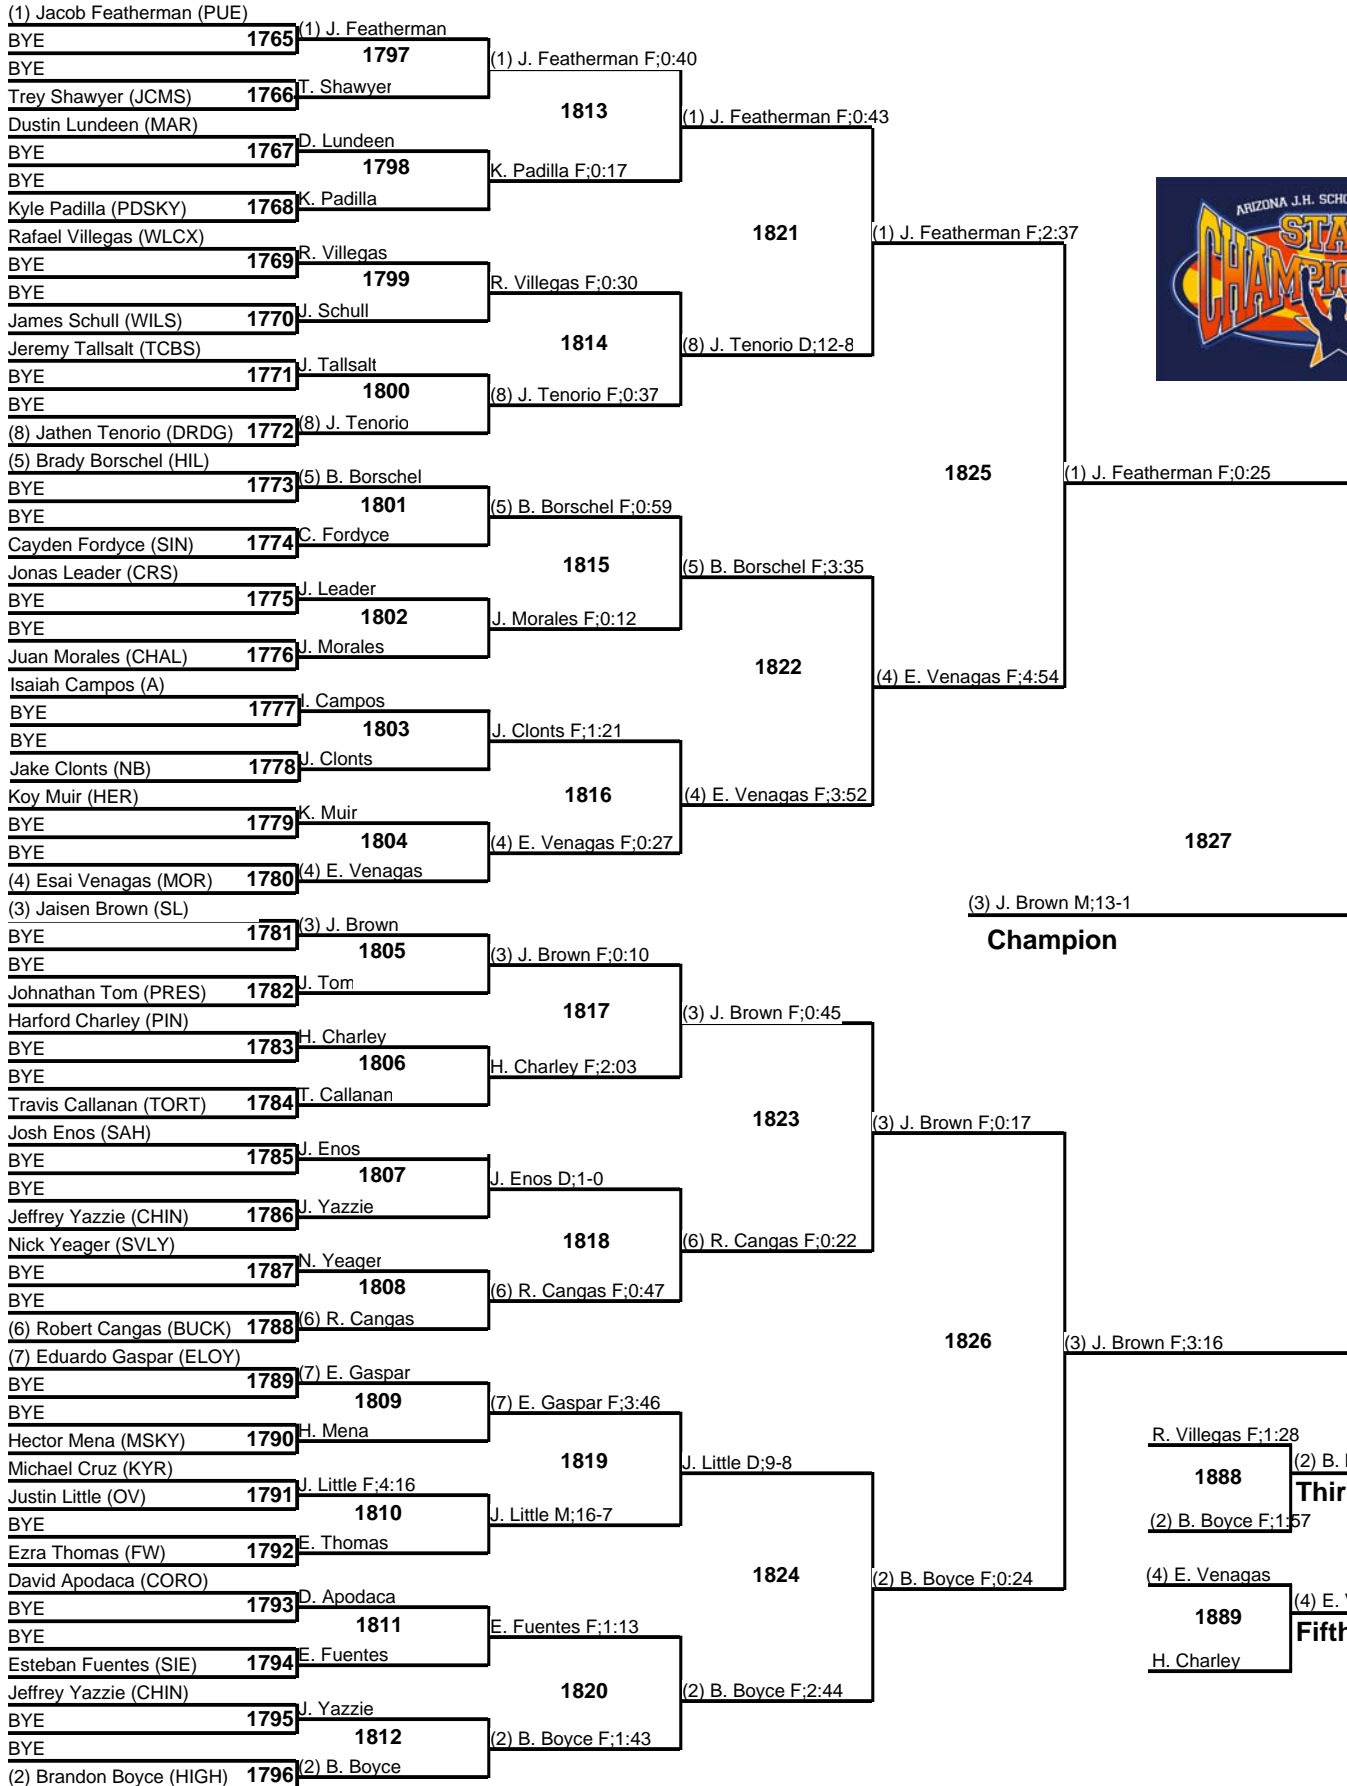 (1) Jacob Featherman (PUE)
BYE 1765
BYE
Trey Shawyer (JCMS) 1766
Dustin Lundeen (MAR)
BYE 1767
BYE
Kyle Padilla (PDSKY) 1768
Rafael Villegas (WLCX)
BYE 1769
BYE
James Schull (WILS) 1770
Jeremy Tallsalt (TCBS)
BYE 1771
BYE
(8) Jathen Tenorio (DRDG) 1772
(5) Brady Borschel (HIL)
BYE 1773
BYE
Cayden Fordyce (SIN) 1774
Jonas Leader (CRS)
BYE 1775
BYE
Juan Morales (CHAL) 1776
Isaiah Campos (A)
BYE 1777
BYE
Jake Clonts (NB) 1778
Koy Muir (HER)
BYE 1779
BYE
(4) Esai Venagas (MOR) 1780
(3) Jaisen Brown (SL)
BYE 1781
BYE
Johnathan Tom (PRES) 1782
Harford Charley (PIN)
BYE 1783
BYE
Travis Callanan (TORT) 1784
Josh Enos (SAH)
BYE 1785
BYE
Jeffrey Yazzie (CHIN) 1786
Nick Yeager (SVLY)
BYE 1787
BYE
(6) Robert Cangas (BUCK) 1788
(7) Eduardo Gaspar (ELOY)
BYE 1789
BYE
Hector Mena (MSKY) 1790
Michael Cruz (KYR)
Justin Little (OV) 1791
BYE
Ezra Thomas (FW) 1792
David Apodaca (CORO)
BYE 1793
BYE
Esteban Fuentes (SIE) 1794
Jeffrey Yazzie (CHIN)
BYE 1795
BYE
(2) Brandon Boyce (HIGH) 1796
(1) J. Featherman
1797
T. Shawyer
D. Lundeen
1798
K. Padilla
R. Villegas
1799
J. Schull
J. Tallsalt
1800
(8) J. Tenorio
(5) B. Borschel
1801
C. Fordyce
J. Leader
1802
J. Morales
I. Campos
1803
J. Clonts
K. Muir
1804
(4) E. Venagas
(3) J. Brown
1805
J. Tom
H. Charley
1806
T. Callanan
J. Enos
1807
J. Yazzie
N. Yeager
1808
(6) R. Cangas
(7) E. Gaspar
1809
H. Mena
J. Little F;4:16
1810
E. Thomas
D. Apodaca
1811
E. Fuentes
J. Yazzie
1812
(2) B. Boyce
(1) J. Featherman F;0:40
1813
K. Padilla F;0:17
R. Villegas F;0:30
1814
(8) J. Tenorio F;0:37
(5) B. Borschel F;0:59
1815
J. Morales F;0:12
J. Clonts F;1:21
1816
(4) E. Venagas F;0:27
(3) J. Brown F;0:10
1817
H. Charley F;2:03
J. Enos D;1-0
1818
(6) R. Cangas F;0:47
(7) E. Gaspar F;3:46
1819
J. Little M;16-7
E. Fuentes F;1:13
1820
(2) B. Boyce F;1:43
(1) J. Featherman F;0:43
1821
(8) J. Tenorio D;12-8
(5) B. Borschel F;3:35
1822
(4) E. Venagas F;3:52
(3) J. Brown F;0:45
1823
(6) R. Cangas F;0:22
J. Little D;9-8
1824
(2) B. Boyce F;2:44
(1) J. Featherman F;2:37
1825
(4) E. Venagas F;4:54
(3) J. Brown F;0:17
1826
(2) B. Boyce F;0:24
ARIZONA J.H. SCHO
STA
CHAMPIO
(1) J. Featherman F;0:25
1827
(3) J. Brown F;3:16
(3) J. Brown M;13-1
Champion
R. Villegas F;1:28
1888
(2) B. Boyce F;1:57
(2) B.
Thir
(4) E. Venagas
1889
H. Charley
(4) E.
Fifth